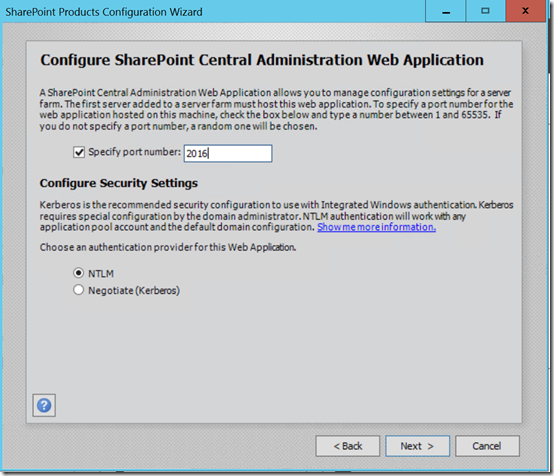 SharePoint Products Configuration Wizard
Configure SharePoint Central Administration Web Application
A SharePoint Central Administration Web Application allows you to manage configuration settings for a server
farm. The first server added to a server farm must host this web application. To specify a port number for the
web application hosted on this machine, check the box below and type a number between 1 and 65535. If
you do not specify a port number, a random one will be chosen.
Specify port number: 2016
Configure Security Settings
Kerberos is the recommended security configuration to use with Integrated Windows authentication. Kerberos
requires special configuration by the domain administrator. NTLM authentication will work with any
application pool account and the default domain configuration. Show me more information.
Choose an authentication provider for this Web Application.
NTLM
Negotiate (Kerberos)
?
< Back Next > Cancel